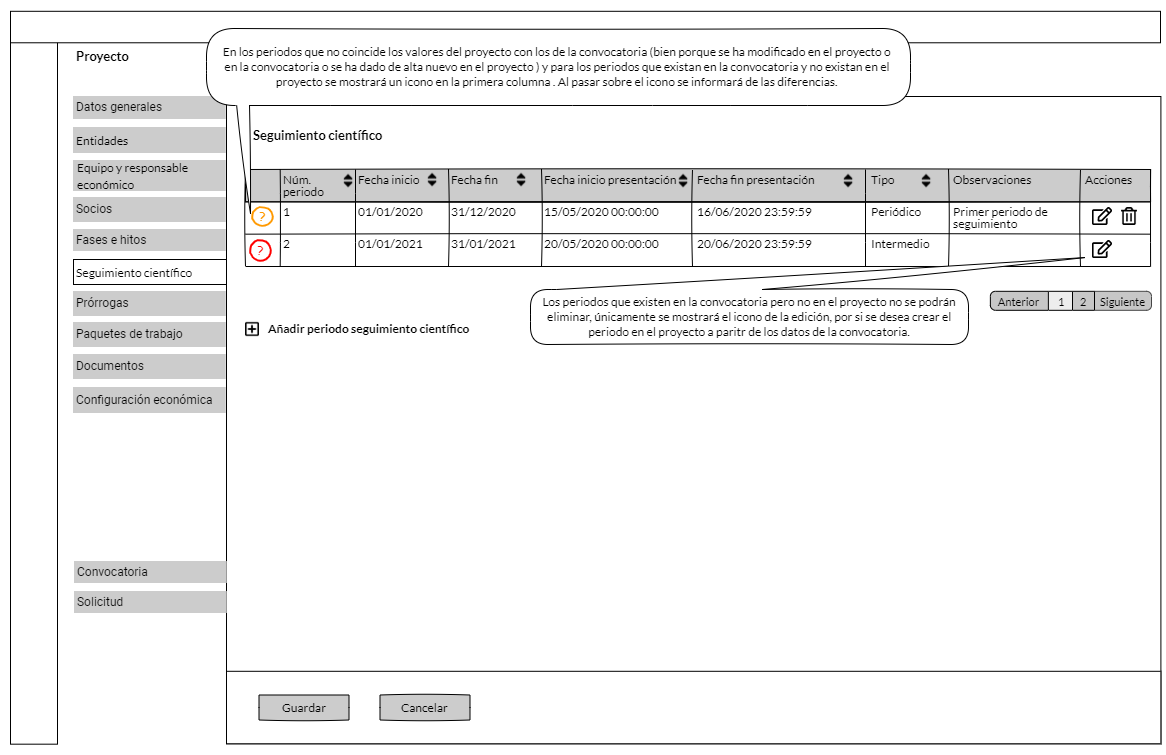 Proyecto
En los periodos que no coincide los valores del proyecto con los de la convocatoria (bien porque se ha modificado en el proyecto o
en la convocatoria o se ha dado de alta nuevo en el proyecto ) y para los periodos que existan en la convocatoria y no existan en el
proyecto se mostrará un icono en la primera columna . Al pasar sobre el icono se informará de las diferencias.
Datos generales
Entidades
Equipo y responsable
económico
Socios
Fases e hitos
Seguimiento científico
Prórrogas
Paquetes de trabajo
Documentos
Configuración económica
Convocatoria
Solicitud
Seguimiento científico
Núm. periodo Fecha inicio Fecha fin Fecha inicio presentación Fecha fin presentación Tipo Observaciones Acciones
? 1 01/01/2020 31/12/2020 15/05/2020 00:00:00 16/06/2020 23:59:59 Periódico Primer periodo de
seguimiento
? 2 01/01/2021 31/01/2021 20/05/2020 00:00:00 20/06/2020 23:59:59 Intermedio
Los periodos que existen en la convocatoria pero no en el proyecto no se podrán
eliminar, únicamente se mostrará el icono de la edición, por si se desea crear el
periodo en el proyecto a paritr de los datos de la convocatoria.
Anterior 1 2 Siguiente
Añadir periodo seguimiento científico
Guardar Cancelar